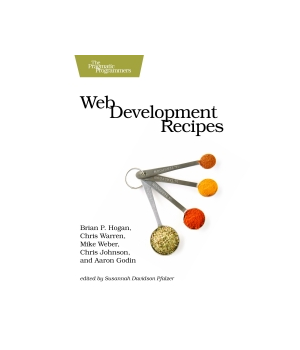 The
Pragmatic
Programmers
Web Development
Recipes
Brian P. Hogan,
Chris Warren,
Mike Weber,
Chris Johnson,
and Aaron Godin
edited by Susannah Davidson Pfalzer